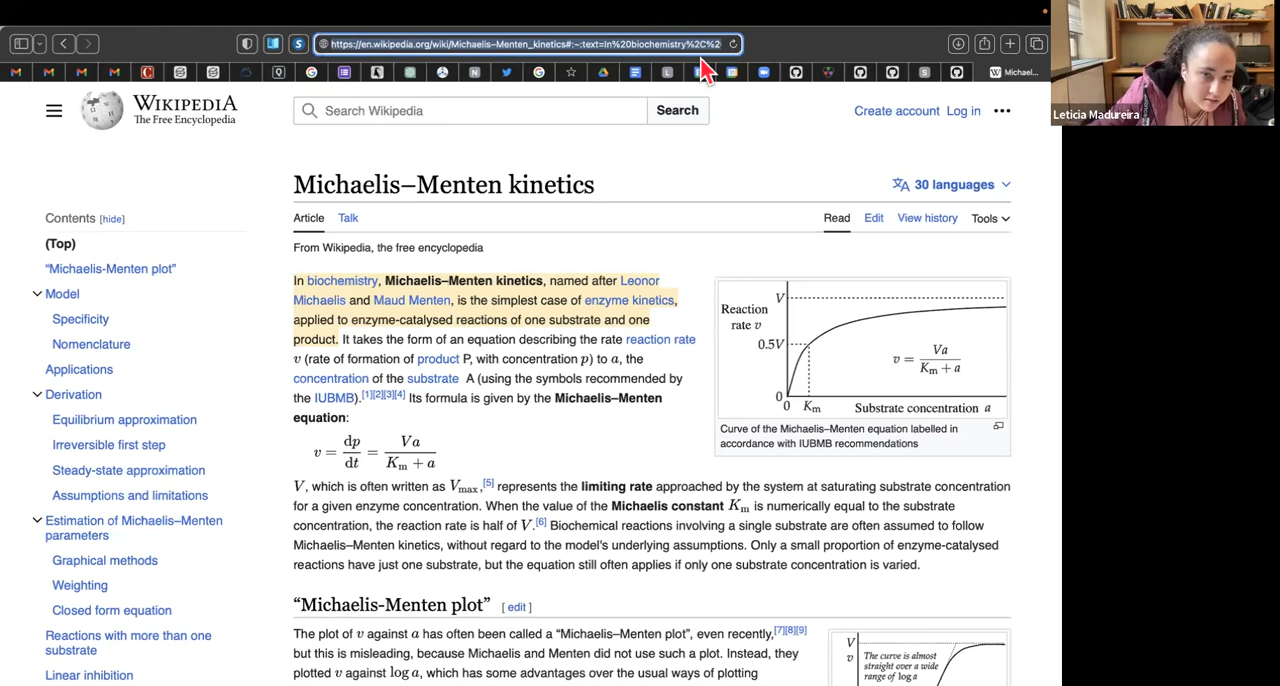 https://en.wikipedia.org/wiki/Michaelis–Menten_kinetics#:~:text=In%20biochemistry%2C%2
Michael...
Leticia Madureira
WIKIPEDIA
The Free Encyclopedia
Search Wikipedia
Search
Create account Log in
Michaelis–Menten kinetics
30 languages
Contents [hide]
Article Talk
Read Edit View history Tools
(Top)
From Wikipedia, the free encyclopedia
“Michaelis-Menten plot”
Model
Specificity
Nomenclature
Applications
Derivation
Equilibrium approximation
Irreversible first step
Steady-state approximation
Assumptions and limitations
Estimation of Michaelis–Menten
parameters
Graphical methods
Weighting
Closed form equation
Reactions with more than one
substrate
Linear inhibition
In biochemistry, Michaelis–Menten kinetics, named after Leonor
Michaelis and Maud Menten, is the simplest case of enzyme kinetics,
applied to enzyme-catalysed reactions of one substrate and one
product. It takes the form of an equation describing the rate reaction rate
v (rate of formation of product P, with concentration p) to a, the
concentration of the substrate A (using the symbols recommended by
the IUBMB).[1][2][3][4] Its formula is given by the Michaelis–Menten
equation:
v = dp/dt = Va/(Km + a)
V
Reaction
rate v
0.5V
v = Va/(Km + a)
0
0 Km Substrate concentration a
Curve of the Michaelis–Menten equation labelled in
accordance with IUBMB recommendations
V, which is often written as Vmax,[5] represents the limiting rate approached by the system at saturating substrate concentration
for a given enzyme concentration. When the value of the Michaelis constant Km is numerically equal to the substrate
concentration, the reaction rate is half of V.[6] Biochemical reactions involving a single substrate are often assumed to follow
Michaelis–Menten kinetics, without regard to the model's underlying assumptions. Only a small proportion of enzyme-catalysed
reactions have just one substrate, but the equation still often applies if only one substrate concentration is varied.
“Michaelis-Menten plot” [ edit ]
The plot of v against a has often been called a “Michaelis–Menten plot”, even recently,[7][8][9]
but this is misleading, because Michaelis and Menten did not use such a plot. Instead, they
plotted v against log a, which has some advantages over the usual ways of plotting
V
v
The curve is almost
straight over a wide
range of log a